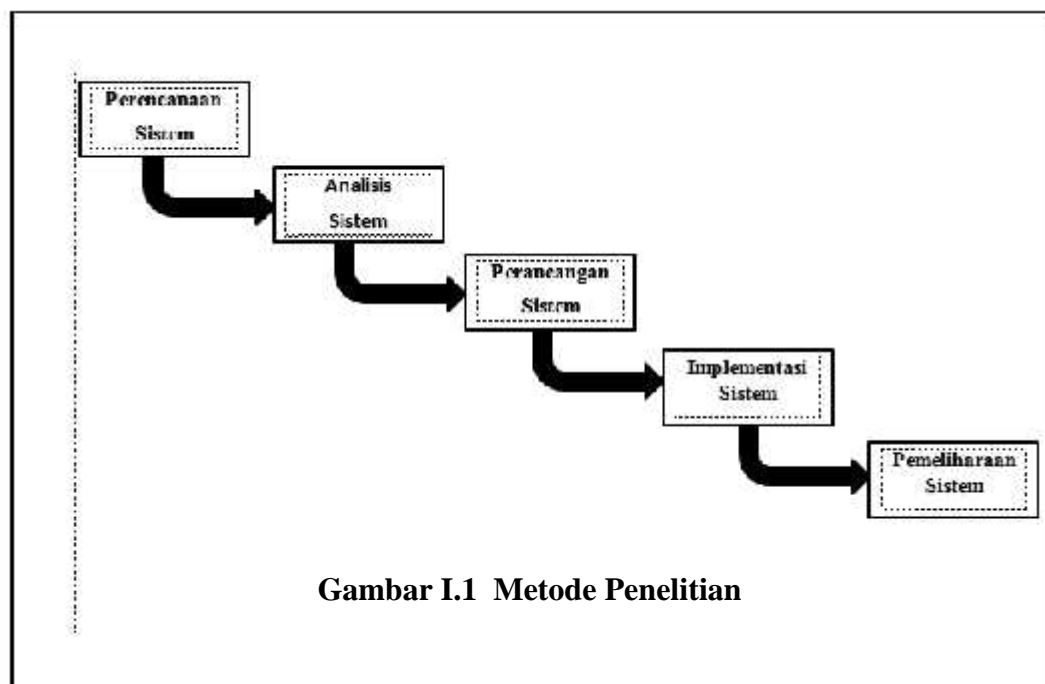 Perencanaan
Sistem
Analisis
Sistem
Perancangan
Sistem
Implementasi
Sistem
Pemeliharaan
Sistem
Gambar I.1 Metode Penelitian